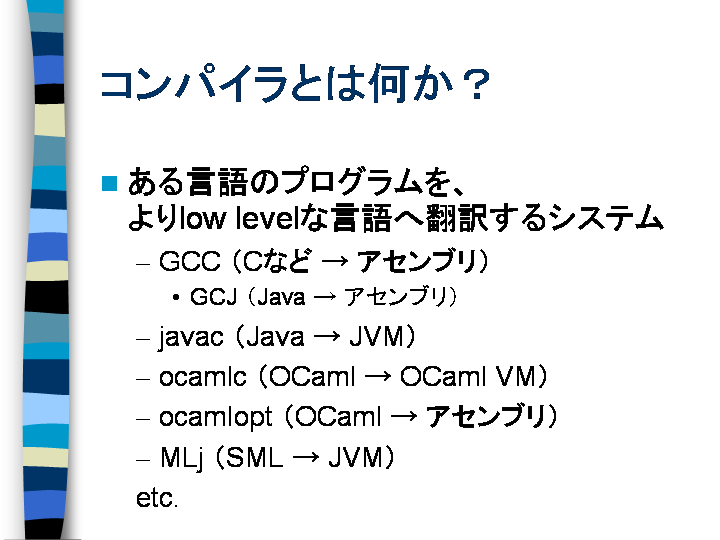 コンパイラとは何か？
■ ある言語のプログラムを、
よりlow levelな言語へ翻訳するシステム
– GCC（Cなど → アセンブリ）
• GCJ（Java → アセンブリ）
– javac（Java → JVM）
– ocamlc（OCaml → OCaml VM）
– ocamlopt（OCaml → アセンブリ）
– MLj（SML → JVM）
etc.